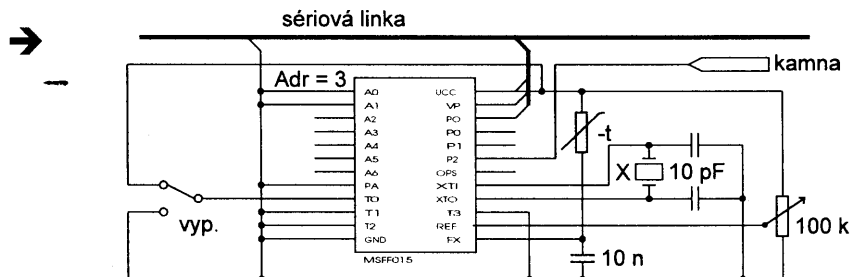 sériová linka
Adr = 3
kamna
A0
A1
A2
A3
A4
A5
A6
PA
T0
T1
T2
GND
UCC
VP
PO
P0
P1
P2
OPS
XTI
XTO
T3
REF
FX
MSFF015
-t
X
10 pF
vyp.
100 k
10 n